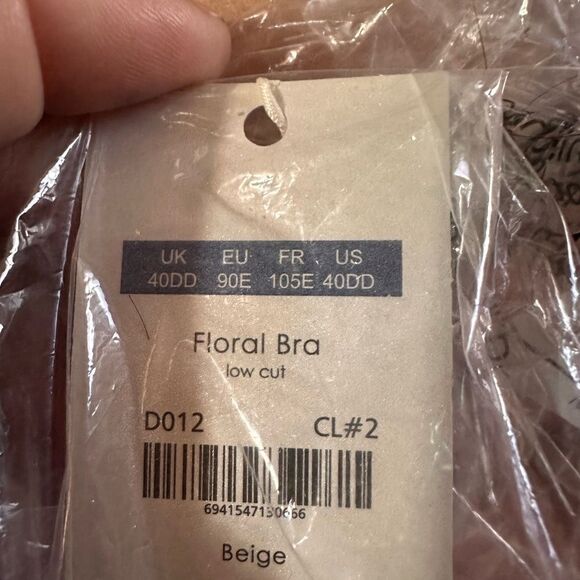 UK EU FR US
40DD 90E 105E 40DD
Floral Bra
low cut
D012 CL#2
6941547130666
Beige